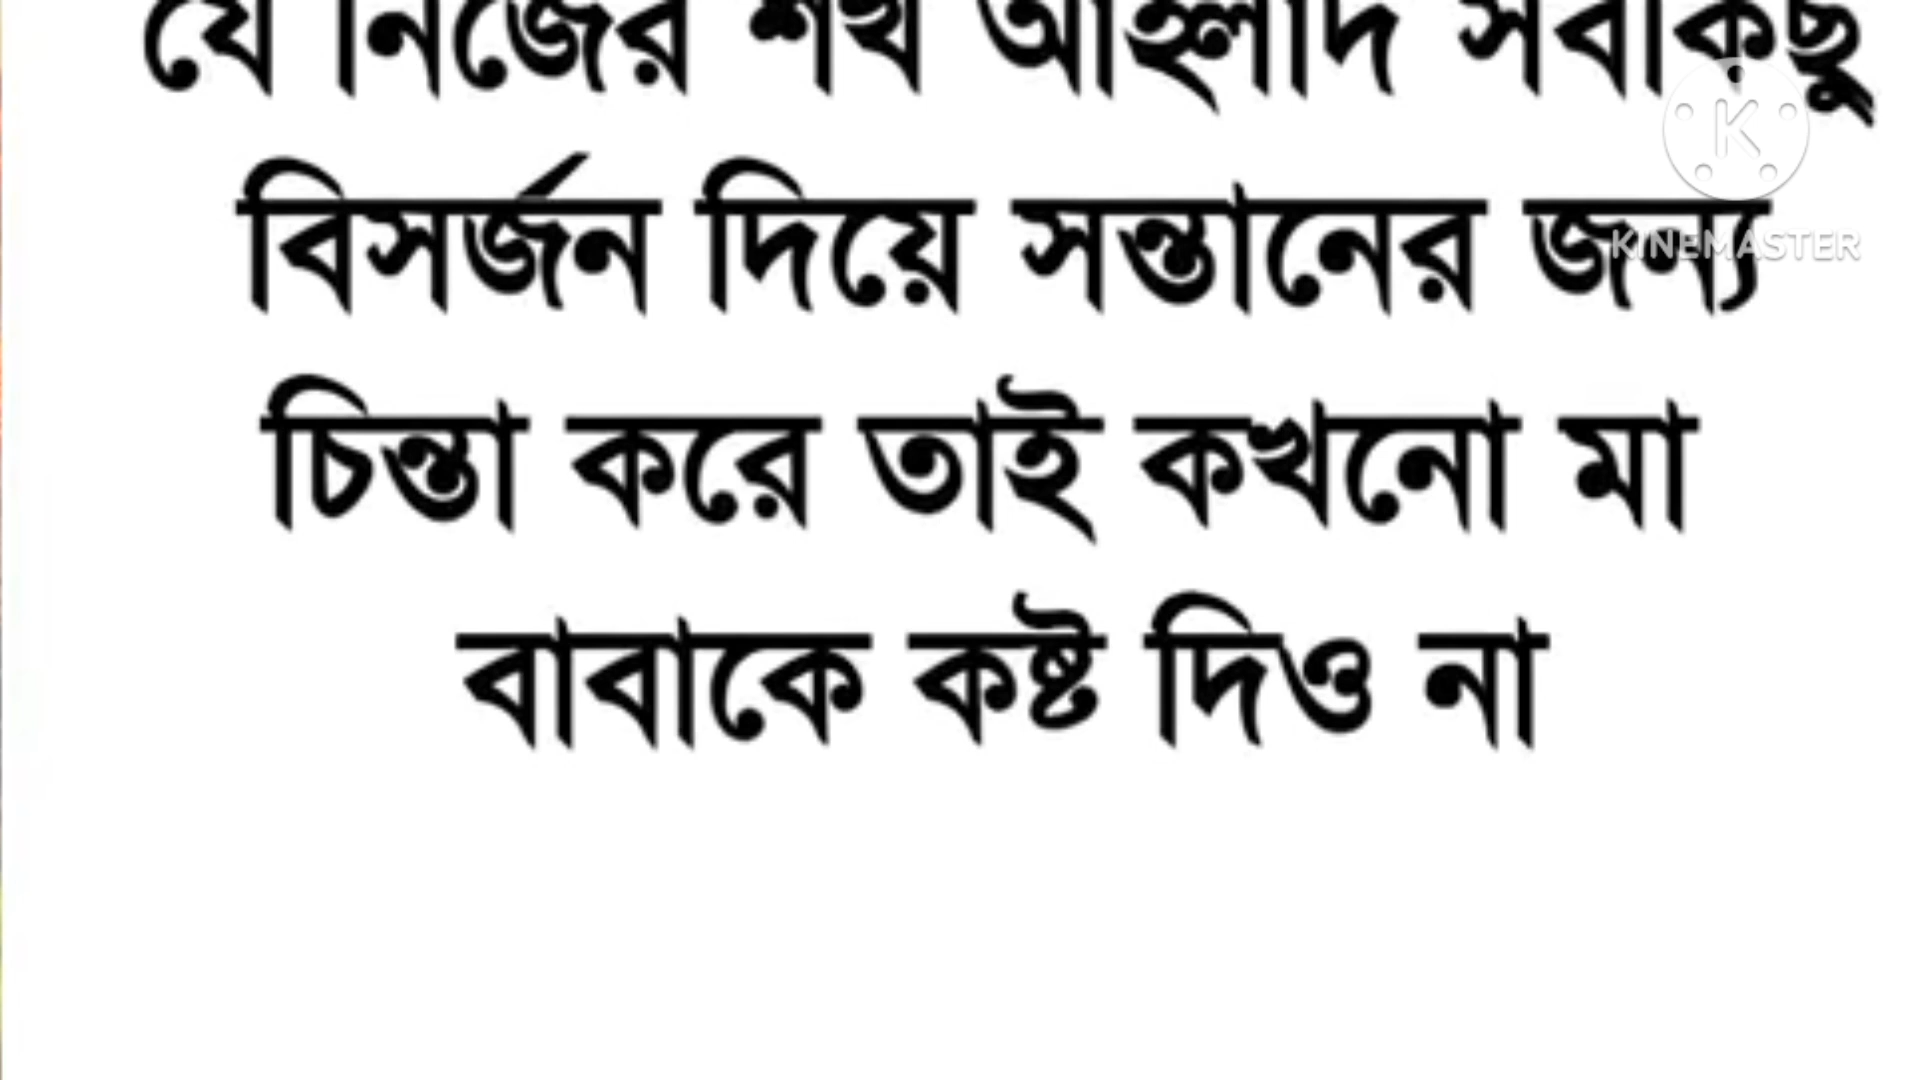 যে নিজের শখ আহ্লাদ সবকিছু
বিসর্জন দিয়ে সন্তানের জন্য
চিন্তা করে তাই কখনো মা
বাবাকে কষ্ট দিও না
K
KINEMASTER